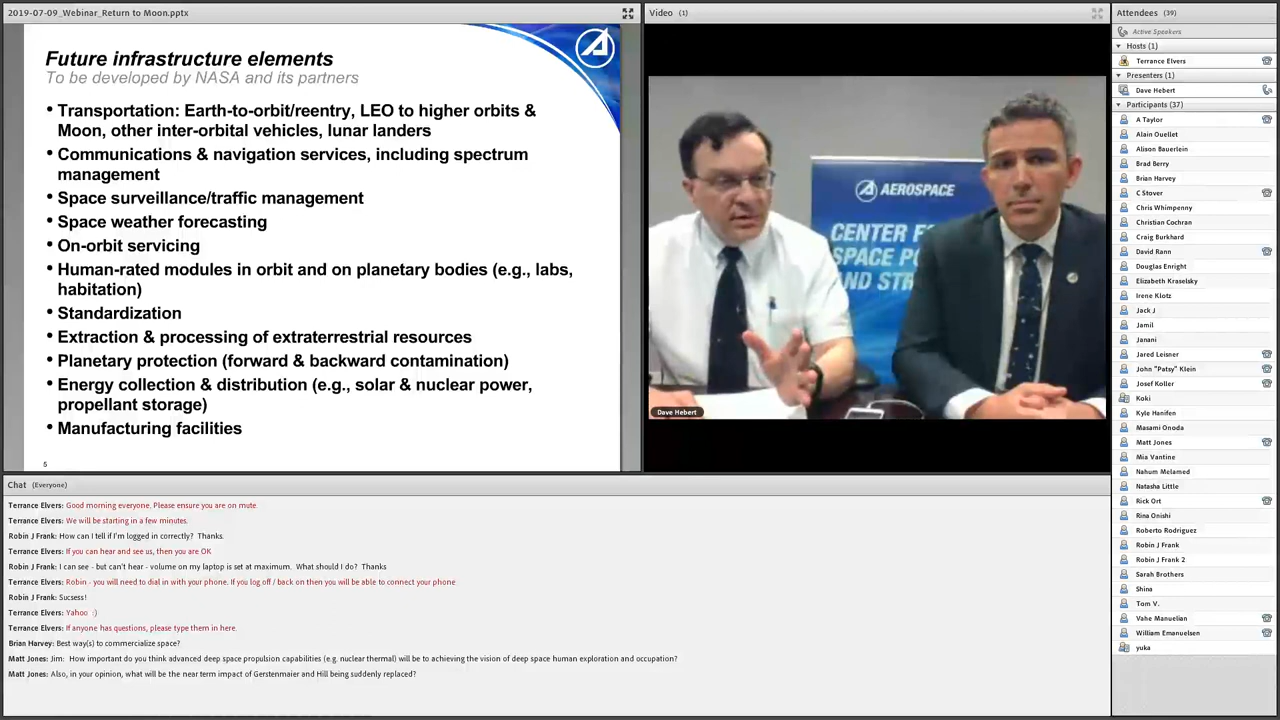 2019-07-09_Webinar_Return to Moon.pptx
Future infrastructure elements
To be developed by NASA and its partners
• Transportation: Earth-to-orbit/reentry, LEO to higher orbits &
Moon, other inter-orbital vehicles, lunar landers
• Communications & navigation services, including spectrum
management
• Space surveillance/traffic management
• Space weather forecasting
• On-orbit servicing
• Human-rated modules in orbit and on planetary bodies (e.g., labs,
habitation)
• Standardization
• Extraction & processing of extraterrestrial resources
• Planetary protection (forward & backward contamination)
• Energy collection & distribution (e.g., solar & nuclear power,
propellant storage)
• Manufacturing facilities
5
Video (1)
AEROSPACE
CENTER F
SPACE PO
ND STR
Dave Hebert
Chat (Everyone)
Terrance Elvers: Good morning everyone. Please ensure you are on mute.
Terrance Elvers: We will be starting in a few minutes.
Robin J Frank: How can I tell if I'm logged in correctly? Thanks.
Terrance Elvers: If you can hear and see us, then you are OK
Robin J Frank: I can see - but can't hear - volume on my laptop is set at maximum. What should I do? Thanks
Terrance Elvers: Robin - you will need to dial in with your phone. If you log off / back on then you will be able to connect your phone
Robin J Frank: Sucsess!
Terrance Elvers: Yahoo :)
Terrance Elvers: If anyone has questions, please type them in here.
Brian Harvey: Best way(s) to commercialize space?
Matt Jones: Jim: How important do you think advanced deep space propulsion capabilities (e.g. nuclear thermal) will be to achieving the vision of deep space human exploration and occupation?
Matt Jones: Also, in your opinion, what will be the near term impact of Gerstenmaier and Hill being suddenly replaced?
Attendees (39)
Active Speakers
Hosts (1)
Terrance Elvers
Presenters (1)
Dave Hebert
Participants (37)
A Taylor
Alain Ouellet
Alison Bauerlein
Brad Berry
Brian Harvey
C Stover
Chris Whimpenny
Christian Cochran
Craig Burkhard
David Rann
Douglas Enright
Elizabeth Kraselsky
Irene Klotz
Jack J
Jamil
Janani
Jared Leisner
John "Patsy" Klein
Josef Koller
Koki
Kyle Hanifen
Masami Onoda
Matt Jones
Mia Vantine
Nahum Melamed
Natasha Little
Rick Ort
Rina Onishi
Roberto Rodriguez
Robin J Frank
Robin J Frank 2
Sarah Brothers
Shina
Tom V.
Vahe Manuelian
William Emanuelsen
yuka